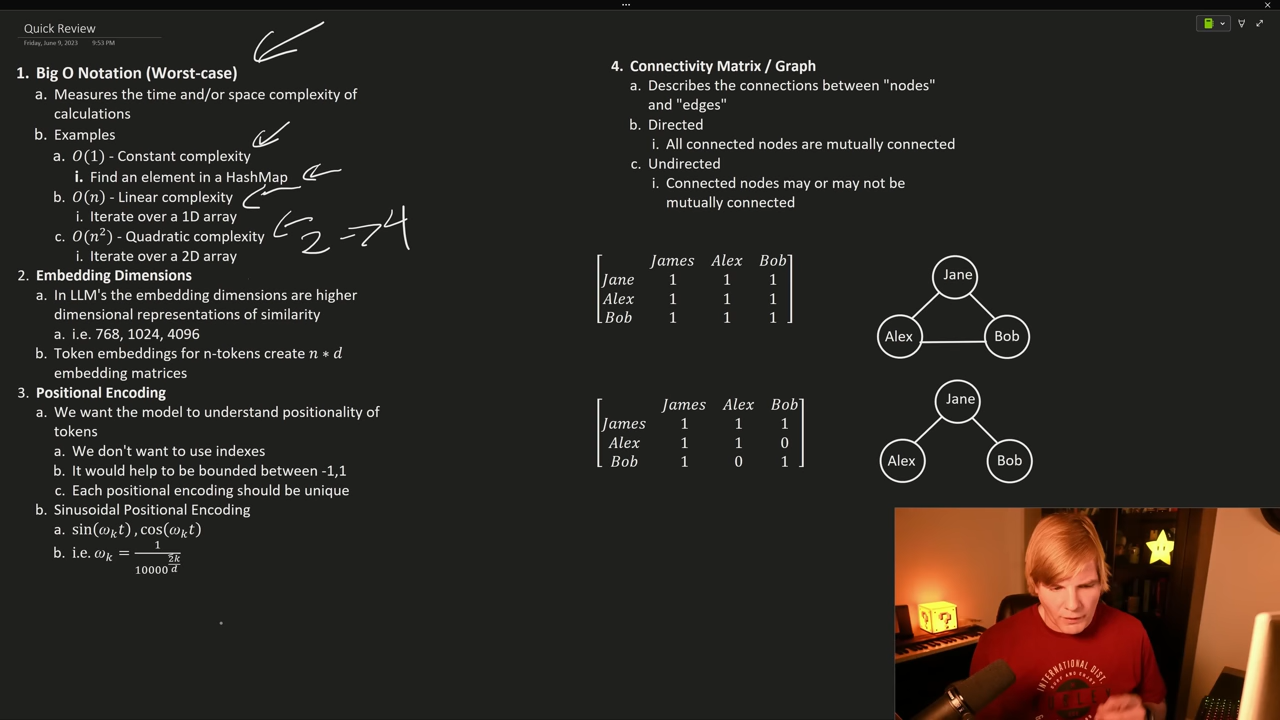 Quick Review
Friday, June 9, 2023 9:53 PM
1. Big O Notation (Worst-case)
a. Measures the time and/or space complexity of
calculations
b. Examples
a. O(1) - Constant complexity
i. Find an element in a HashMap
b. O(n) - Linear complexity
i. Iterate over a 1D array
c. O(n²) - Quadratic complexity
2 → 4
i. Iterate over a 2D array
2. Embedding Dimensions
a. In LLM's the embedding dimensions are higher
dimensional representations of similarity
a. i.e. 768, 1024, 4096
b. Token embeddings for n-tokens create n * d
embedding matrices
3. Positional Encoding
a. We want the model to understand positionality of
tokens
a. We don't want to use indexes
b. It would help to be bounded between -1,1
c. Each positional encoding should be unique
b. Sinusoidal Positional Encoding
a. sin(ωₖt) , cos(ωₖt)
b. i.e. ωₖ = 1 / 10000^(2k/d)
4. Connectivity Matrix / Graph
a. Describes the connections between "nodes"
and "edges"
b. Directed
i. All connected nodes are mutually connected
c. Undirected
i. Connected nodes may or may not be
mutually connected
James Alex Bob
Jane 1 1 1
Alex 1 1 1
Bob 1 1 1
Jane
Alex Bob
James Alex Bob
James 1 1 1
Alex 1 1 0
Bob 1 0 1
Jane
Alex Bob
?
INTERNATIONAL DIST.